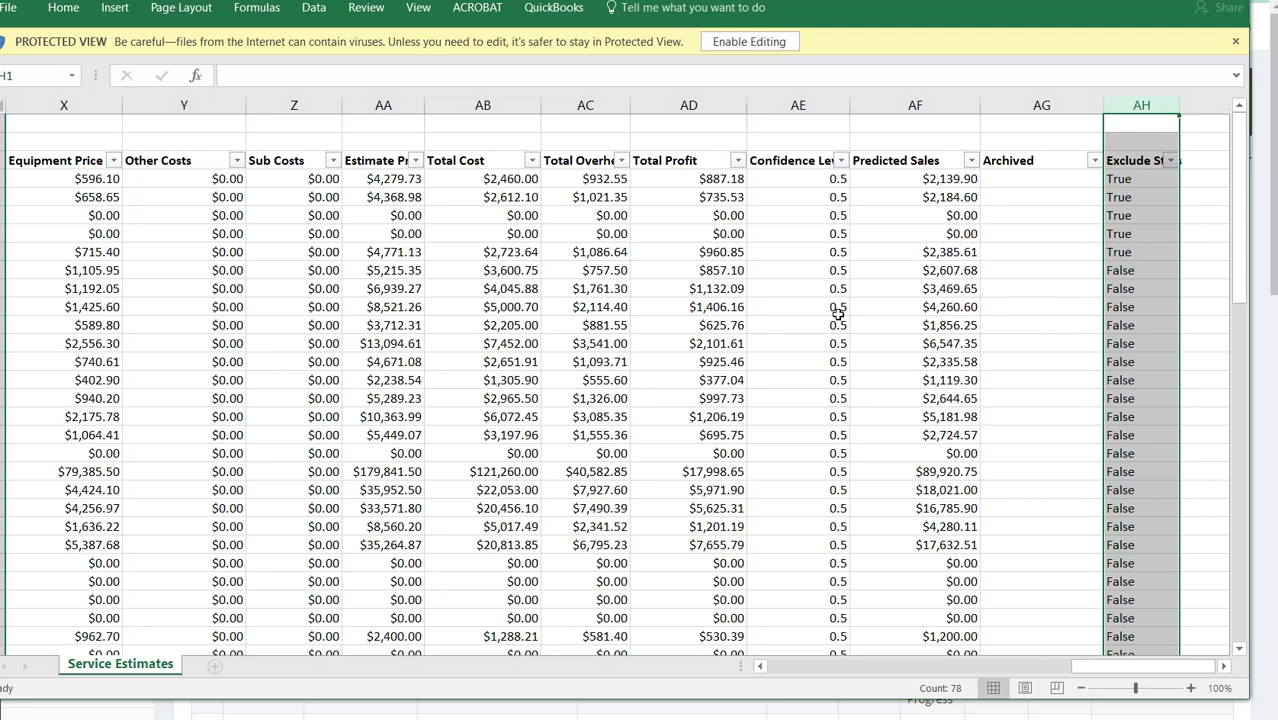 File Home Insert Page Layout Formulas Data Review View ACROBAT QuickBooks Tell me what you want to do Share
PROTECTED VIEW Be careful—files from the Internet can contain viruses. Unless you need to edit, it's safer to stay in Protected View. Enable Editing
H1 fx
X Y Z AA AB AC AD AE AF AG AH
Equipment Price Other Costs Sub Costs Estimate Pr Total Cost Total Overhe Total Profit Confidence Lev Predicted Sales Archived Exclude St s
$596.10 $0.00 $0.00 $4,279.73 $2,460.00 $932.55 $887.18 0.5 $2,139.90 True
$658.65 $0.00 $0.00 $4,368.98 $2,612.10 $1,021.35 $735.53 0.5 $2,184.60 True
$0.00 $0.00 $0.00 $0.00 $0.00 $0.00 $0.00 0.5 $0.00 True
$0.00 $0.00 $0.00 $0.00 $0.00 $0.00 $0.00 0.5 $0.00 True
$715.40 $0.00 $0.00 $4,771.13 $2,723.64 $1,086.64 $960.85 0.5 $2,385.61 True
$1,105.95 $0.00 $0.00 $5,215.35 $3,600.75 $757.50 $857.10 0.5 $2,607.68 False
$1,192.05 $0.00 $0.00 $6,939.27 $4,045.88 $1,761.30 $1,132.09 0.5 $3,469.65 False
$1,425.60 $0.00 $0.00 $8,521.26 $5,000.70 $2,114.40 $1,406.16 0.5 $4,260.60 False
$589.80 $0.00 $0.00 $3,712.31 $2,205.00 $881.55 $625.76 0.5 $1,856.25 False
$2,556.30 $0.00 $0.00 $13,094.61 $7,452.00 $3,541.00 $2,101.61 0.5 $6,547.35 False
$740.61 $0.00 $0.00 $4,671.08 $2,651.91 $1,093.71 $925.46 0.5 $2,335.58 False
$402.90 $0.00 $0.00 $2,238.54 $1,305.90 $555.60 $377.04 0.5 $1,119.30 False
$940.20 $0.00 $0.00 $5,289.23 $2,965.50 $1,326.00 $997.73 0.5 $2,644.65 False
$2,175.78 $0.00 $0.00 $10,363.99 $6,072.45 $3,085.35 $1,206.19 0.5 $5,181.98 False
$1,064.41 $0.00 $0.00 $5,449.07 $3,197.96 $1,555.36 $695.75 0.5 $2,724.57 False
$0.00 $0.00 $0.00 $0.00 $0.00 $0.00 $0.00 0.5 $0.00 False
$79,385.50 $0.00 $0.00 $179,841.50 $121,260.00 $40,582.85 $17,998.65 0.5 $89,920.75 False
$4,424.10 $0.00 $0.00 $35,952.50 $22,053.00 $7,927.60 $5,971.90 0.5 $18,021.00 False
$4,256.97 $0.00 $0.00 $33,571.80 $20,456.10 $7,490.39 $5,625.31 0.5 $16,785.90 False
$1,636.22 $0.00 $0.00 $8,560.20 $5,017.49 $2,341.52 $1,201.19 0.5 $4,280.11 False
$5,387.68 $0.00 $0.00 $35,264.87 $20,813.85 $6,795.23 $7,655.79 0.5 $17,632.51 False
$0.00 $0.00 $0.00 $0.00 $0.00 $0.00 $0.00 0.5 $0.00 False
$0.00 $0.00 $0.00 $0.00 $0.00 $0.00 $0.00 0.5 $0.00 False
$0.00 $0.00 $0.00 $0.00 $0.00 $0.00 $0.00 0.5 $0.00 False
$0.00 $0.00 $0.00 $0.00 $0.00 $0.00 $0.00 0.5 $0.00 False
$962.70 $0.00 $0.00 $2,400.00 $1,288.21 $581.40 $530.39 0.5 $1,200.00 False
$0.00 $0.00 $0.00 $0.00 $0.00 $0.00 $0.00 0.5 $0.00 False
Service Estimates
ady Count: 78 100%
Progress